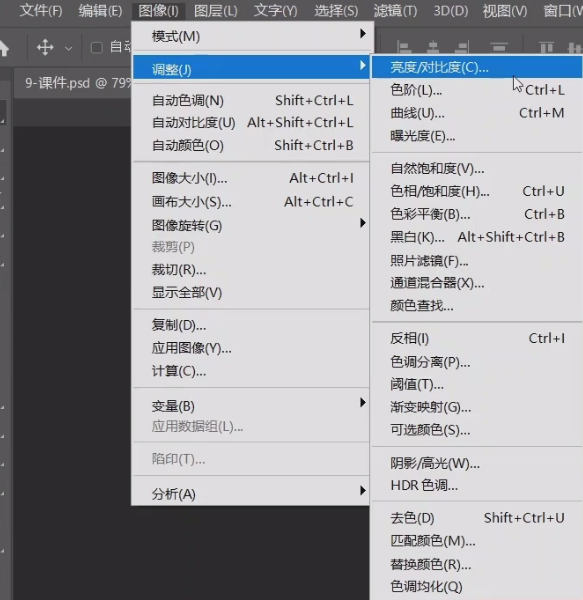 文件(F) 编辑(E) 图像(I) 图层(L) 文字(Y) 选择(S) 滤镜(T) 3D(D) 视图(V) 窗口(W
自动
9-课件.psd @ 79%
模式(M)
调整(J)
自动色调(N) Shift+Ctrl+L
自动对比度(U) Alt+Shift+Ctrl+L
自动颜色(O) Shift+Ctrl+B
图像大小(I)... Alt+Ctrl+I
画布大小(S)... Alt+Ctrl+C
图像旋转(G)
裁剪(P)
裁切(R)...
显示全部(V)
复制(D)...
应用图像(Y)...
计算(C)...
变量(B)
应用数据组(L)...
陷印(T)...
分析(A)
亮度/对比度(C)...
色阶(L)... Ctrl+L
曲线(U)... Ctrl+M
曝光度(E)...
自然饱和度(V)...
色相/饱和度(H)... Ctrl+U
色彩平衡(B)... Ctrl+B
黑白(K)... Alt+Shift+Ctrl+B
照片滤镜(F)...
通道混合器(X)...
颜色查找...
反相(I) Ctrl+I
色调分离(P)...
阈值(T)...
渐变映射(G)...
可选颜色(S)...
阴影/高光(W)...
HDR 色调...
去色(D) Shift+Ctrl+U
匹配颜色(M)...
替换颜色(R)...
色调均化(Q)